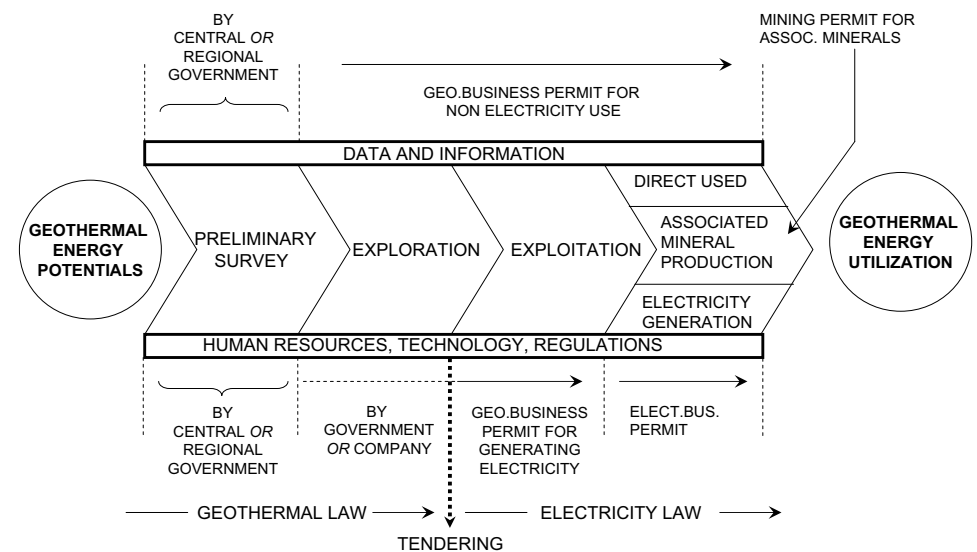 BY
CENTRAL OR
REGIONAL
GOVERNMENT
MINING PERMIT FOR
ASSOC. MINERALS
GEO.BUSINESS PERMIT FOR
NON ELECTRICITY USE
DATA AND INFORMATION
GEOTHERMAL
ENERGY
POTENTIALS
PRELIMINARY
SURVEY
EXPLORATION
EXPLOITATION
DIRECT USED
ASSOCIATED
MINERAL
PRODUCTION
ELECTRICITY
GENERATION
GEOTHERMAL
ENERGY
UTILIZATION
HUMAN RESOURCES, TECHNOLOGY, REGULATIONS
BY
CENTRAL OR
REGIONAL
GOVERNMENT
BY
GOVERNMENT
OR COMPANY
GEO.BUSINESS
PERMIT FOR
GENERATING
ELECTRICITY
ELECT.BUS.
PERMIT
GEOTHERMAL LAW
ELECTRICITY LAW
TENDERING